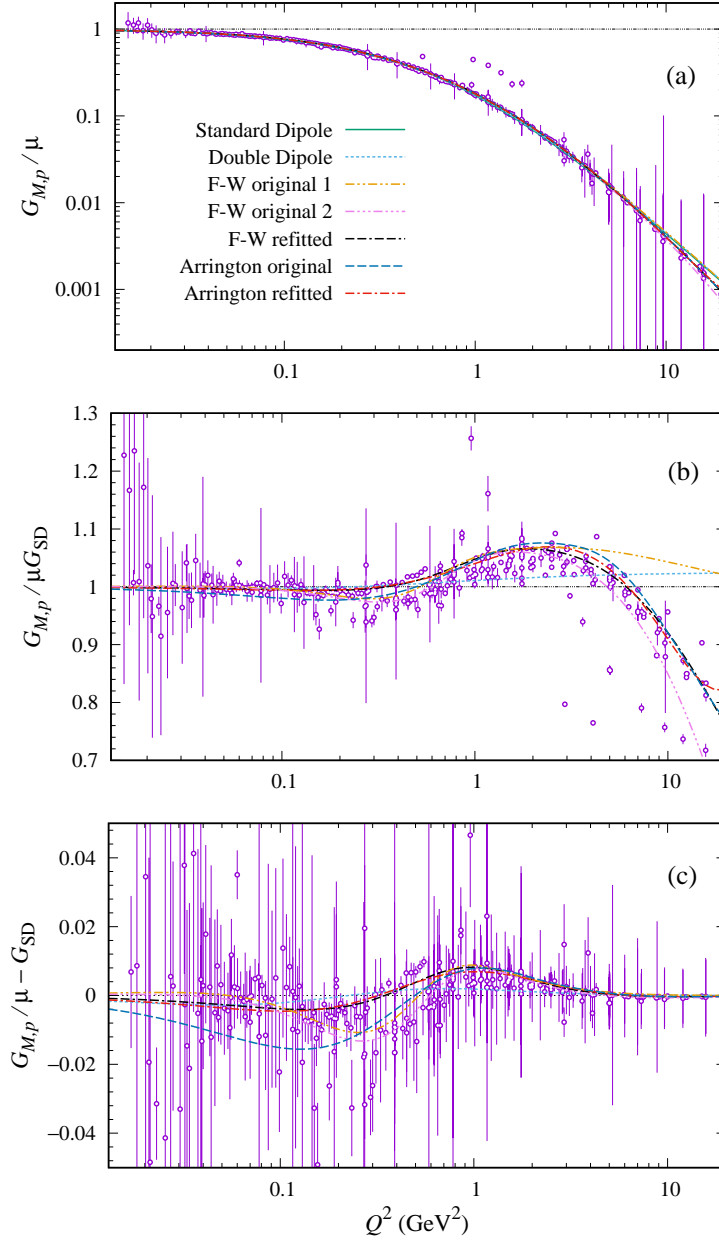 (a)
1
0.1
0.01
0.001
G_{M,p} / μ
Standard Dipole
Double Dipole
F-W original 1
F-W original 2
F-W refitted
Arrington original
Arrington refitted
0.1 1 10
(b)
1.3
1.2
1.1
1
0.9
0.8
0.7
G_{M,p} / μG_{SD}
0.1 1 10
(c)
0.04
0.02
0
−0.02
−0.04
G_{M,p} / μ − G_{SD}
0.1 1 10
Q^2 (GeV^2)